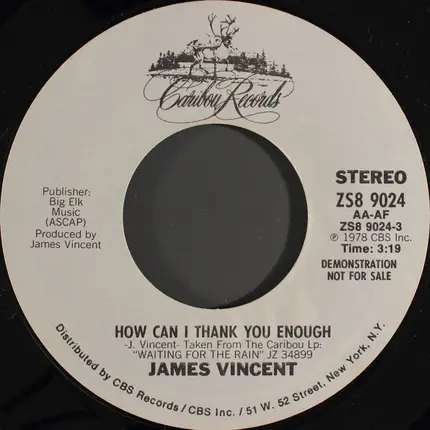 Caribou Records
Publisher:
Big Elk
Music
(ASCAP)
Produced by
James Vincent
STEREO
ZS8 9024
AA-AF
ZS8 9024-3
℗ 1978 CBS Inc.
Time: 3:19
DEMONSTRATION
NOT FOR SALE
HOW CAN I THANK YOU ENOUGH
-J. Vincent- Taken From The Caribou Lp:
"WAITING FOR THE RAIN" JZ 34899
JAMES VINCENT
Distributed by CBS Records / CBS Inc. / 51 W. 52 Street, New York, N.Y.